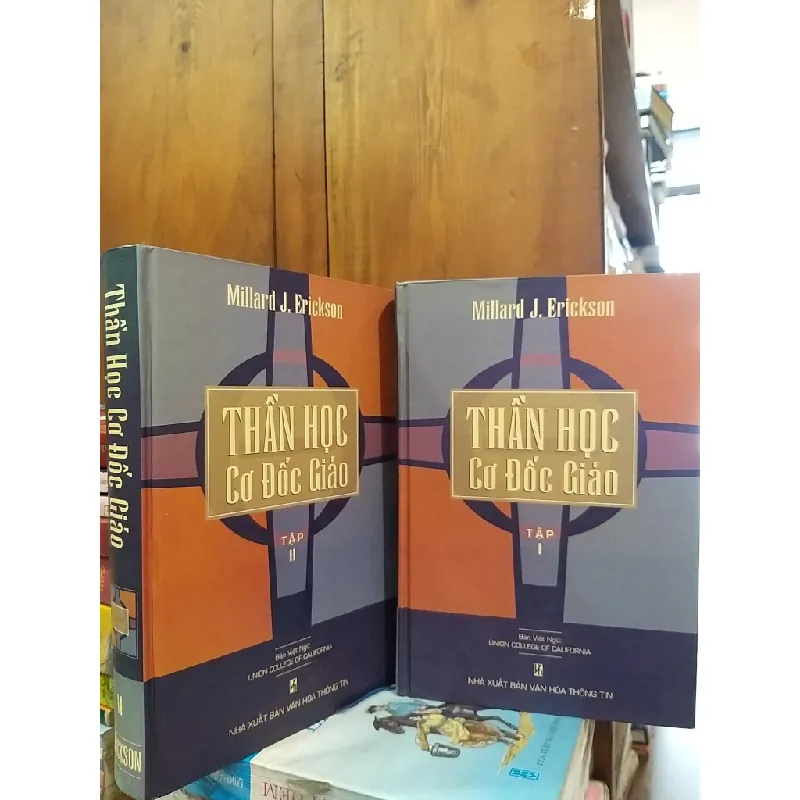 Thần Học Cơ Đốc Giáo
II
Millard J. Erickson
THẦN HỌC
Cơ Đốc Giáo
TẬP
II
Bản Việt Ngữ:
UNION COLLEGE OF CALIFORNIA
NHÀ XUẤT BẢN VĂN HÓA THÔNG TIN
Millard J. Erickson
THẦN HỌC
Cơ Đốc Giáo
TẬP
I
Bản Việt Ngữ:
UNION COLLEGE OF CALIFORNIA
NHÀ XUẤT BẢN VĂN HÓA THÔNG TIN